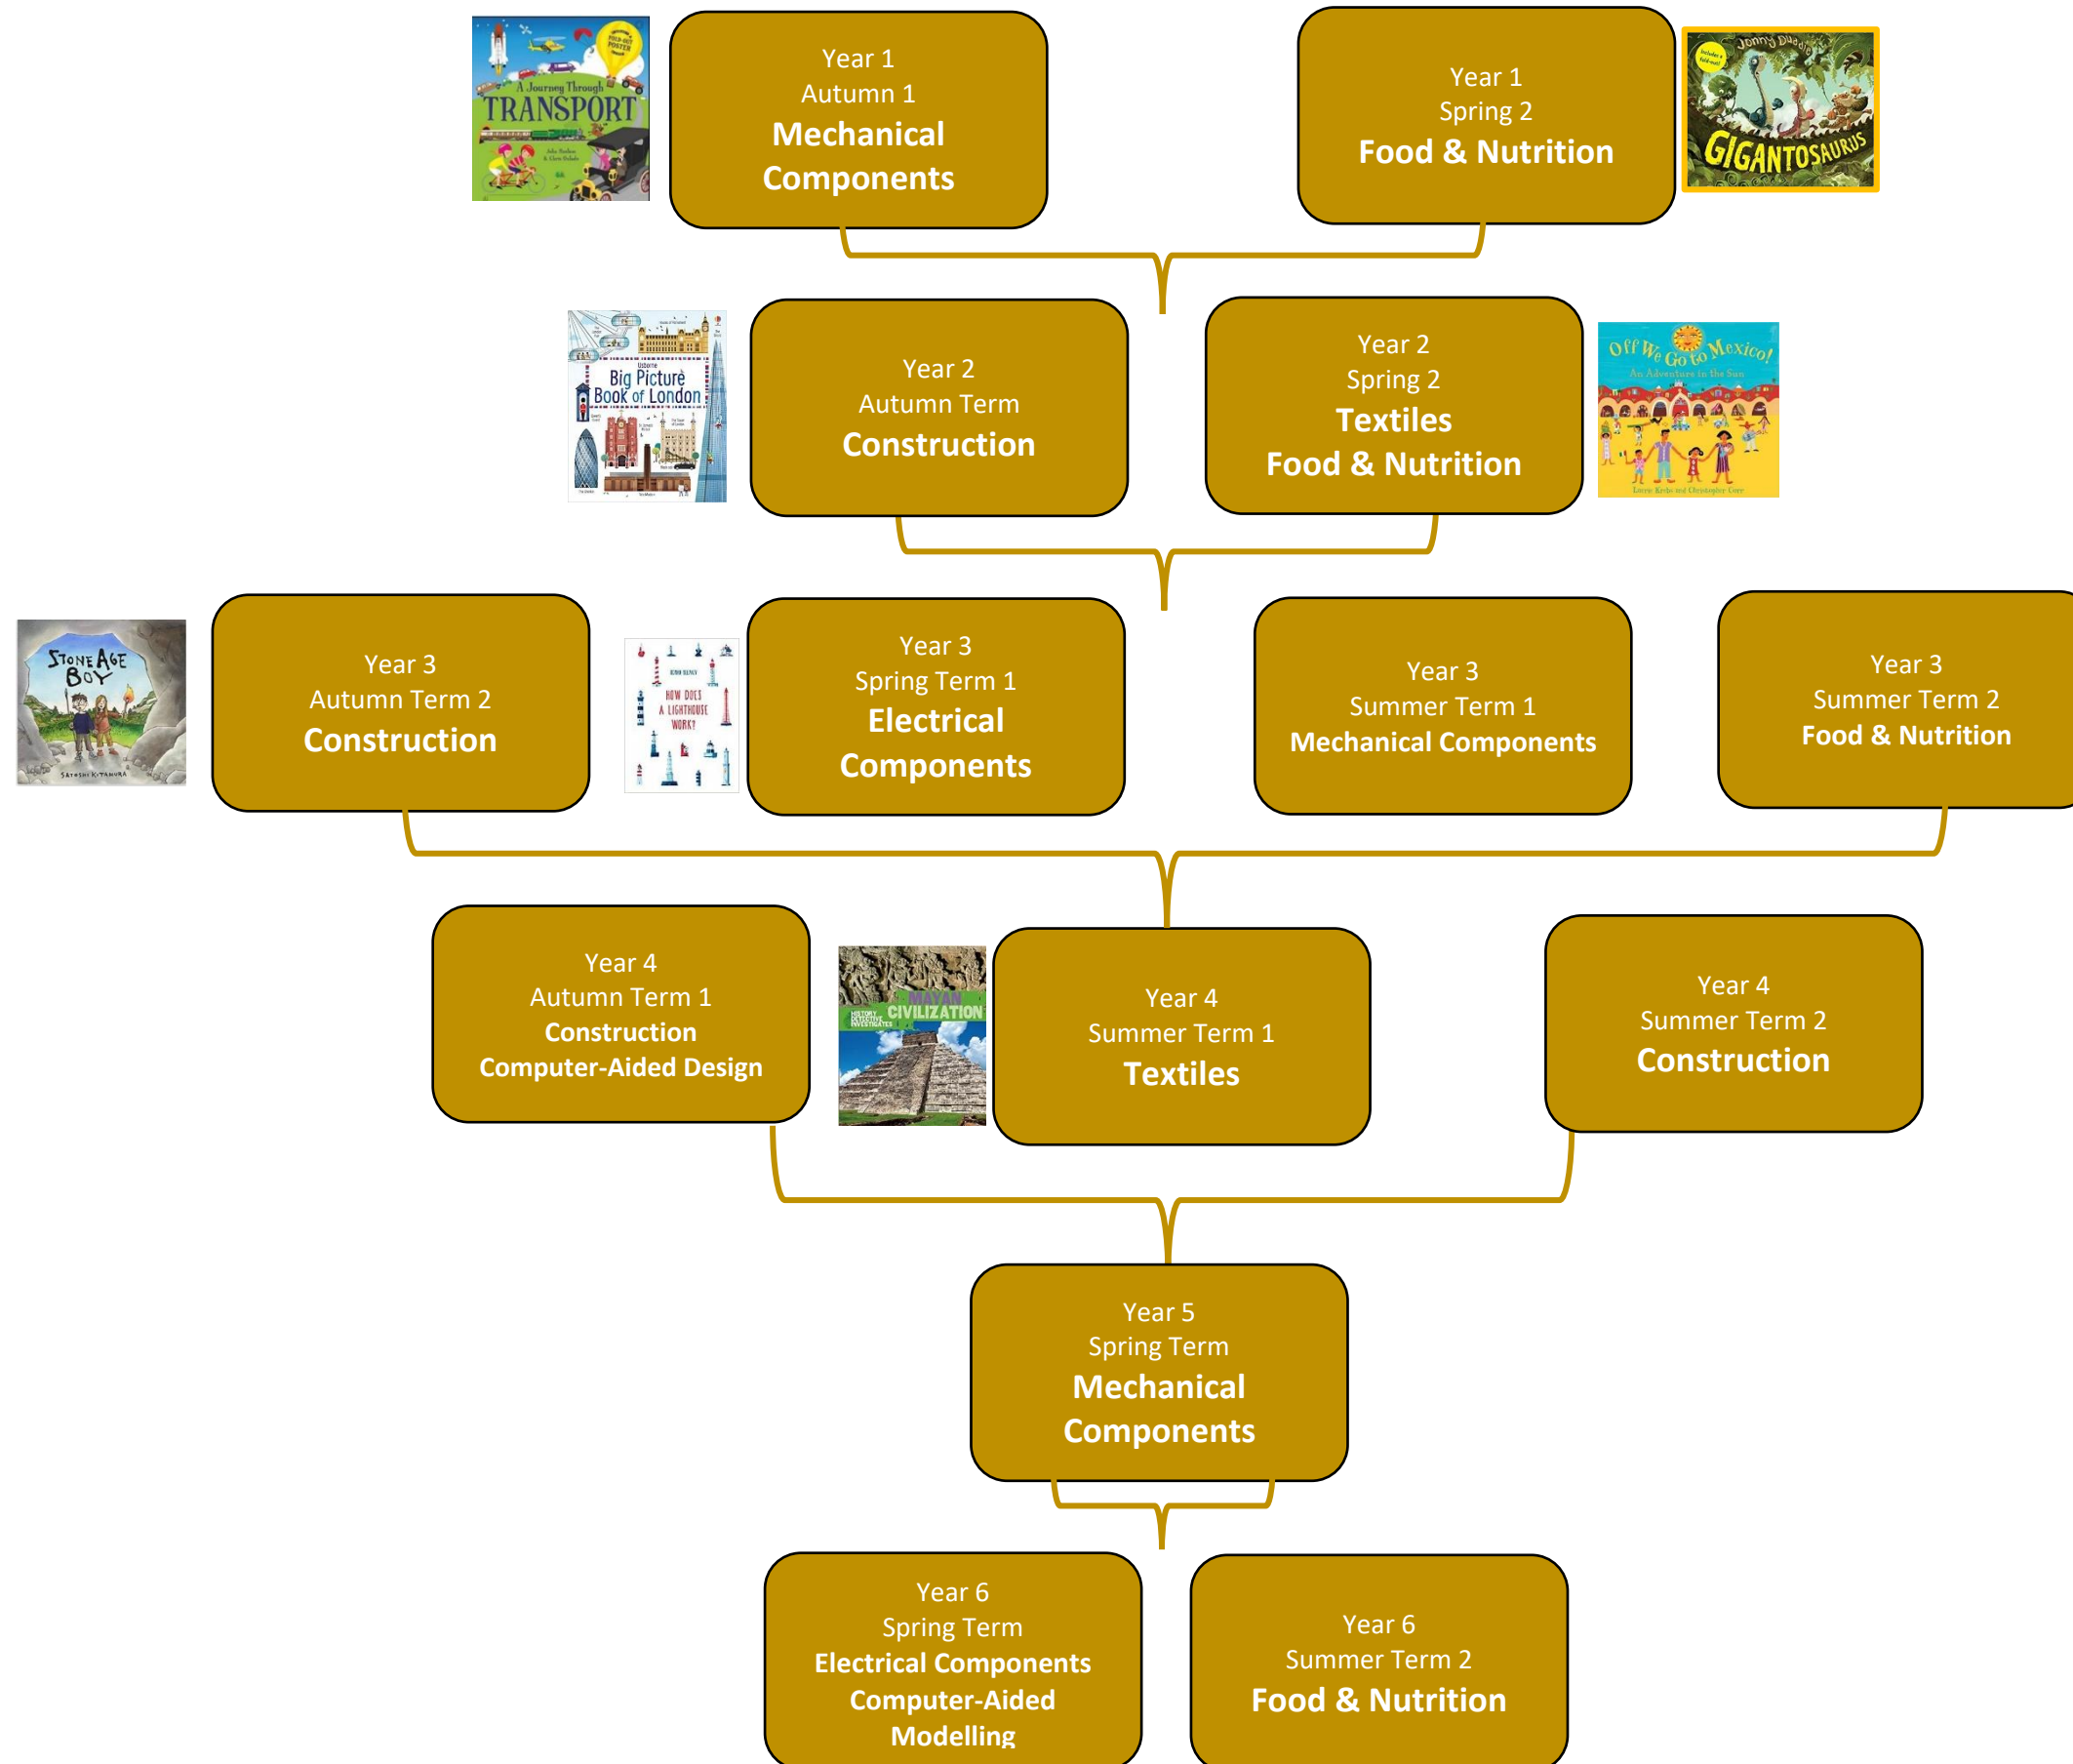 A Journey Through
TRANSPORT
Year 1
Autumn 1
Mechanical
Components
Year 1
Spring 2
Food & Nutrition
Jonny Duddle
GIGANTOSAURUS
Usborne
Big Picture
Book of London
Year 2
Autumn Term
Construction
Year 2
Spring 2
Textiles
Food & Nutrition
Off We Go to Mexico!
An Adventure in the Sun
STONE AGE
BOY
SATOSHI KITAMURA
Year 3
Autumn Term 2
Construction
HOW DOES
A LIGHTHOUSE
WORK?
Year 3
Spring Term 1
Electrical
Components
Year 3
Summer Term 1
Mechanical Components
Year 3
Summer Term 2
Food & Nutrition
Year 4
Autumn Term 1
Construction
Computer-Aided Design
MAYAN
CIVILIZATION
HISTORY
DETECTIVE
INVESTIGATES
Year 4
Summer Term 1
Textiles
Year 4
Summer Term 2
Construction
Year 5
Spring Term
Mechanical
Components
Year 6
Spring Term
Electrical Components
Computer-Aided
Modelling
Year 6
Summer Term 2
Food & Nutrition